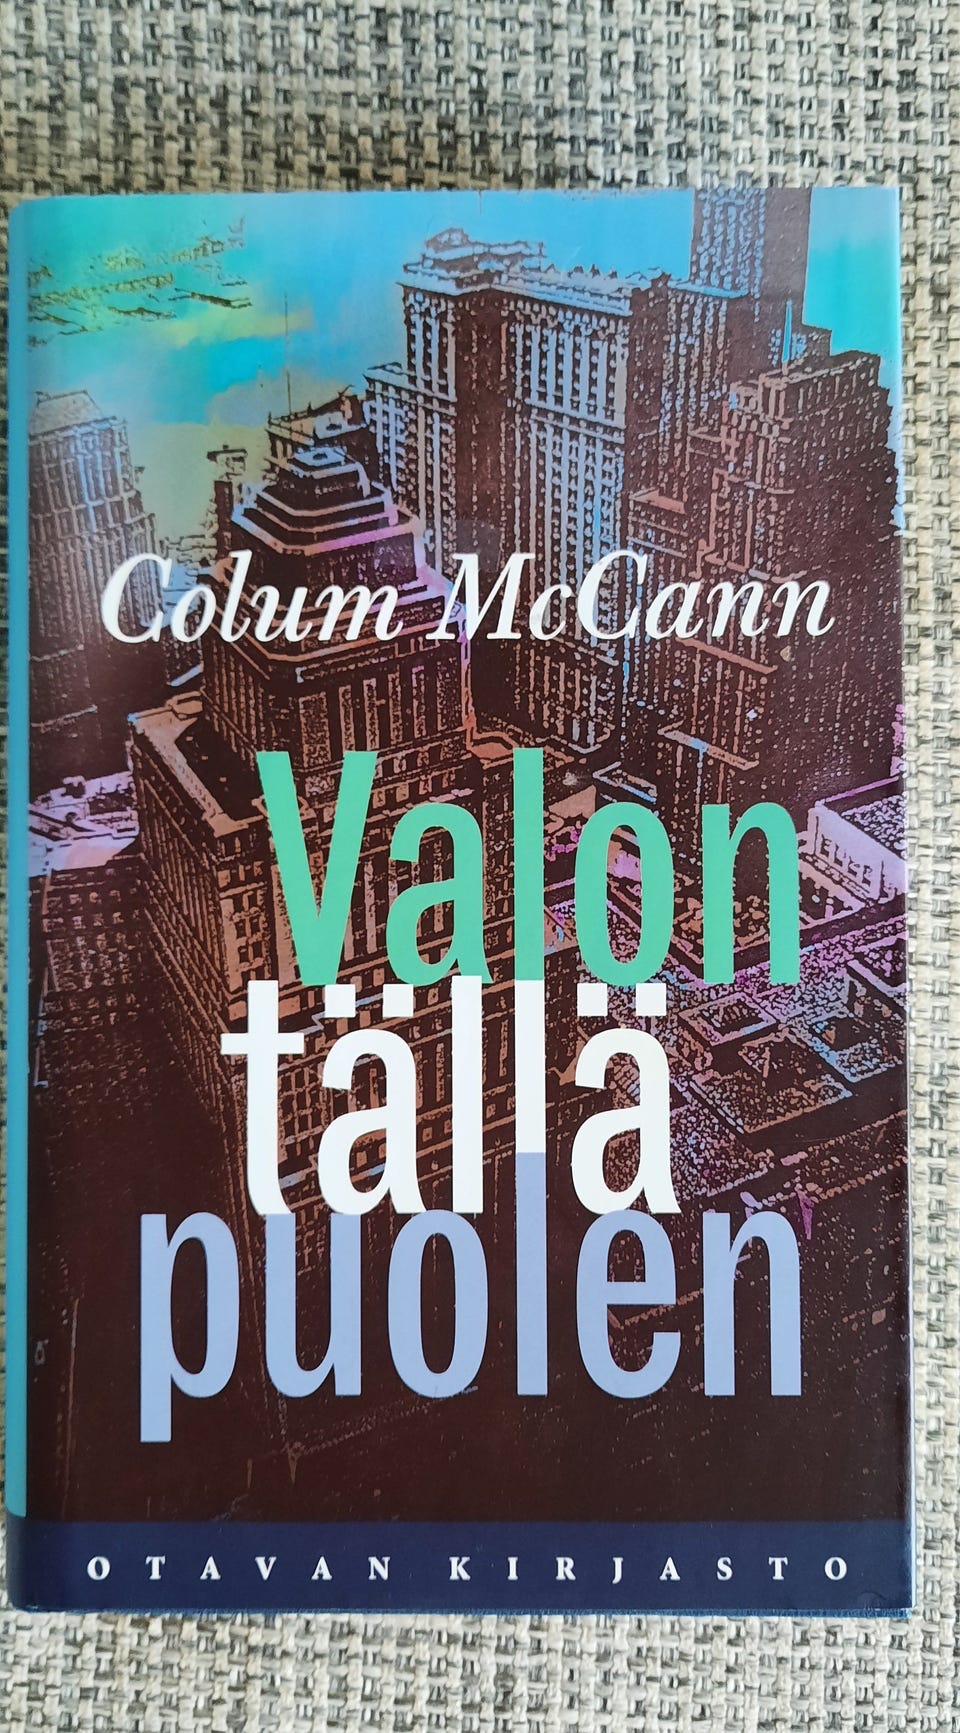 Colum McCann
Valon
tällä
puolen
OTAVAN KIRJASTO